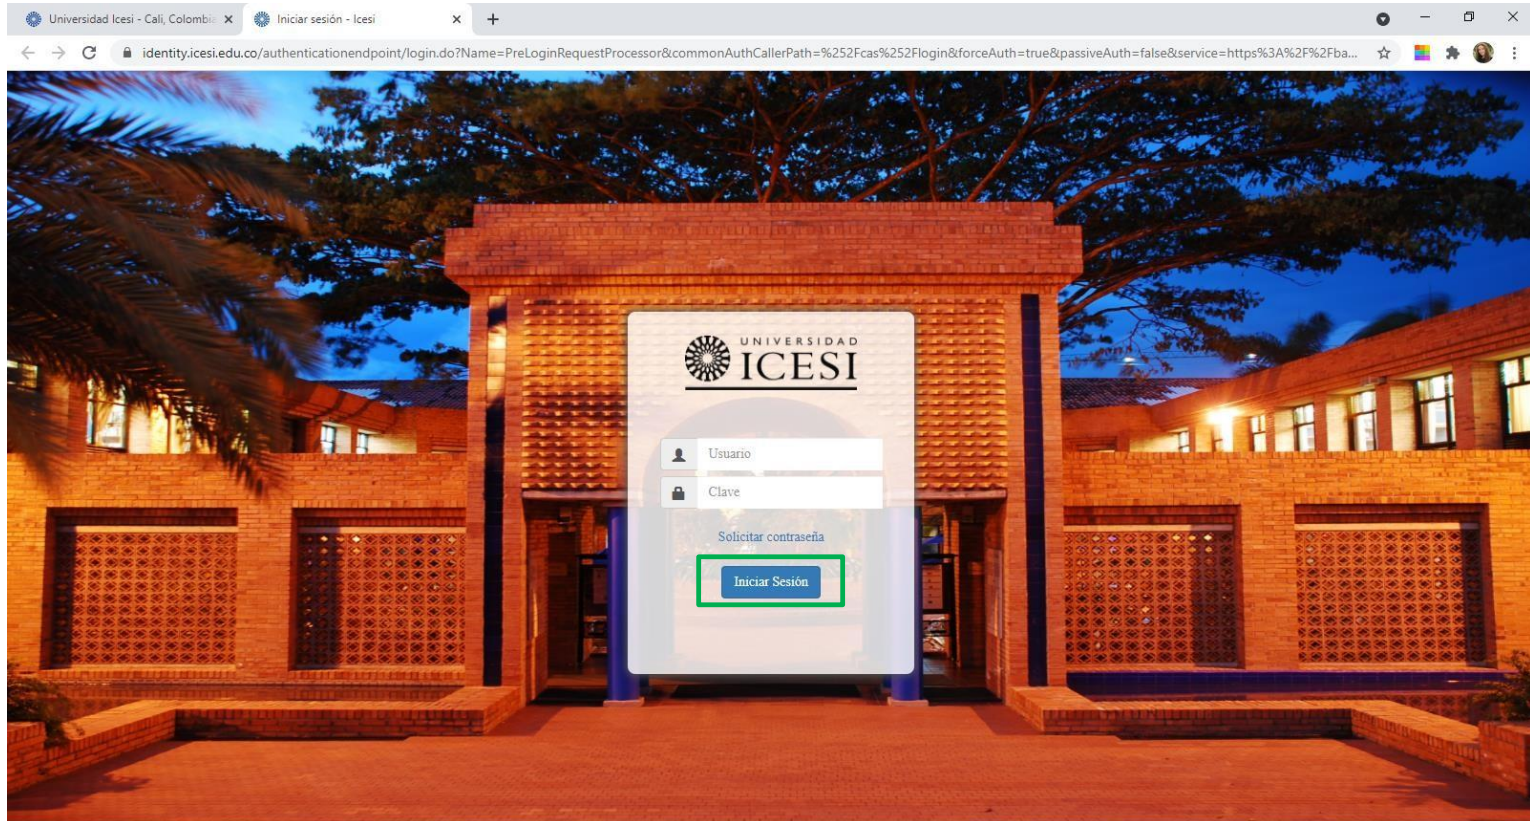 Universidad Icesi - Cali, Colombia
Iniciar sesión - Icesi
identity.icesi.edu.co/authenticationendpoint/login.do?Name=PreLoginRequestProcessor&commonAuthCallerPath=%252Fcas%252Flogin&forceAuth=true&passiveAuth=false&service=https%3A%2F%2Fba...
UNIVERSIDAD
ICESI
Usuario
Clave
Solicitar contraseña
Iniciar Sesión